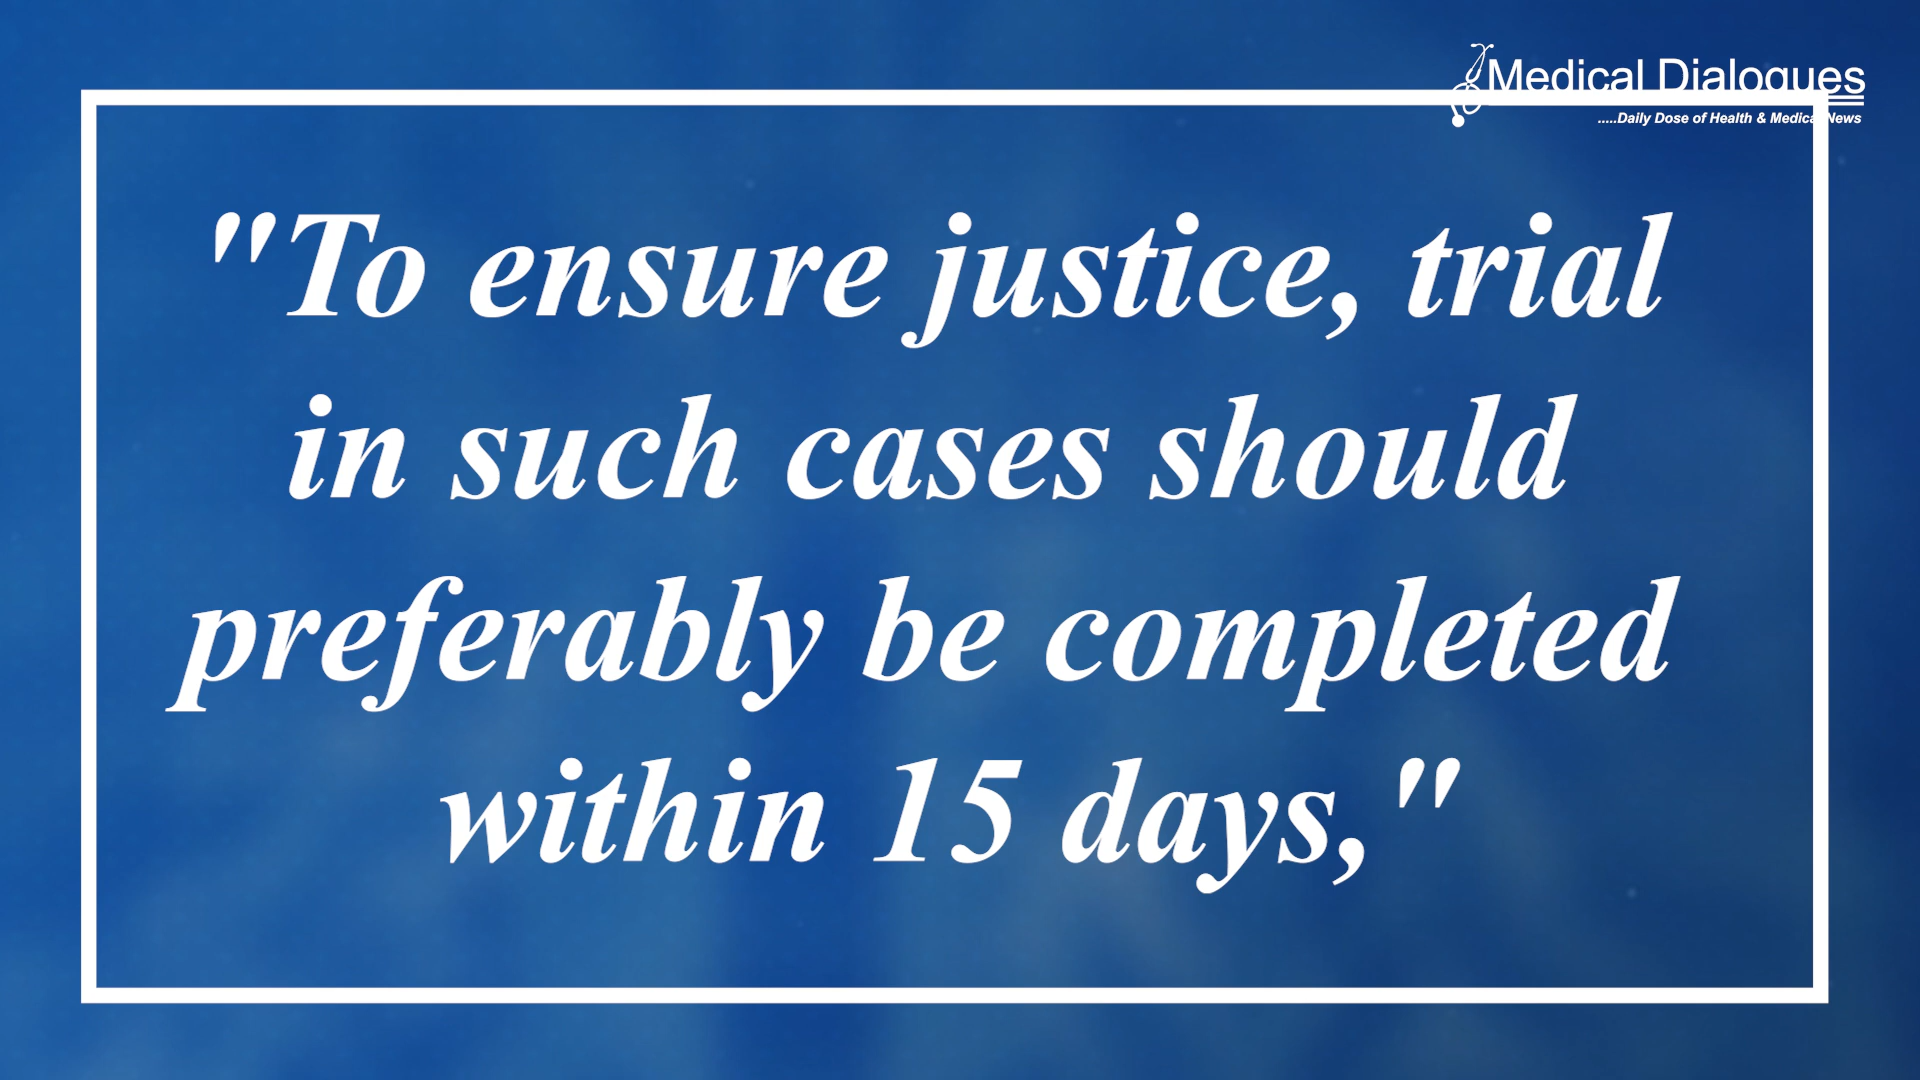 Medical Dialogues
.....Daily Dose of Health & Medical News
"To ensure justice, trial
in such cases should
preferably be completed
within 15 days,"